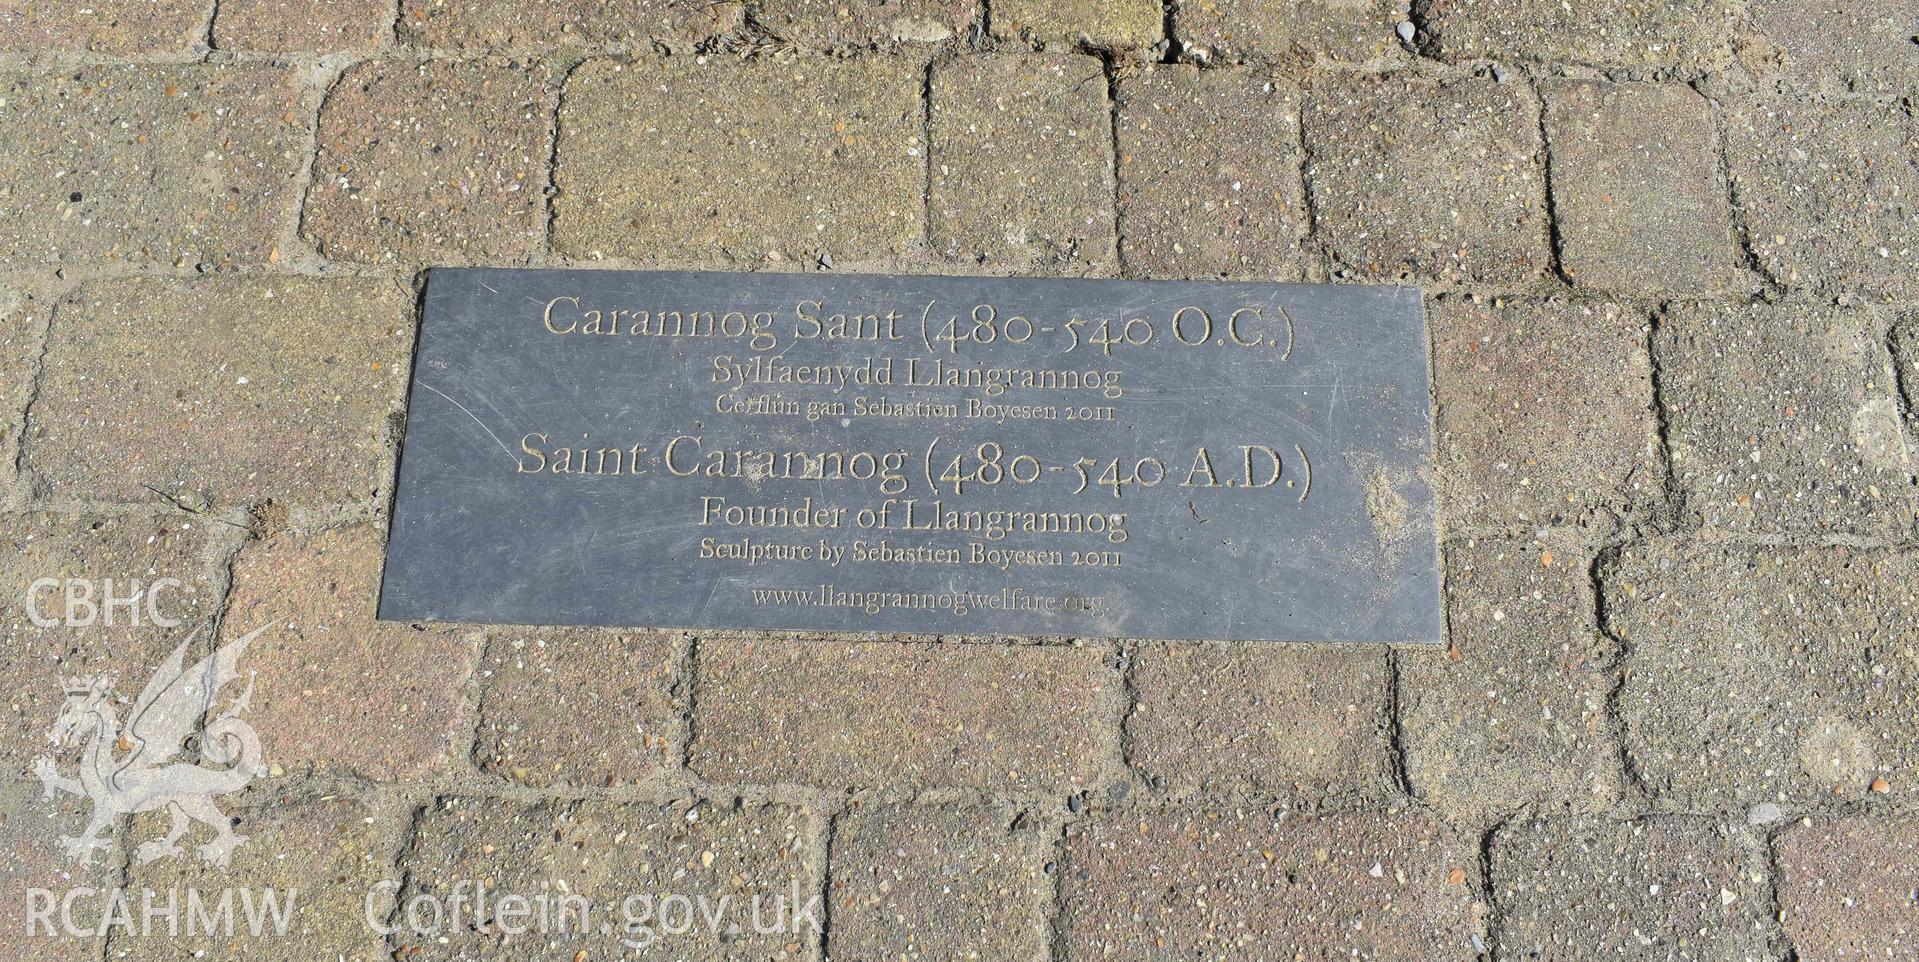 Carannog Sant (480-540 O.C.)
Sylfaenydd Llangrannog
Cerflun gan Sebastien Boyesen 2011
Saint Carannog (480-540 A.D.)
Founder of Llangrannog
Sculpture by Sebastien Boyesen 2011
www.llangrannogwelfare.org
CBHC
RCAHMW
Coflein.gov.uk